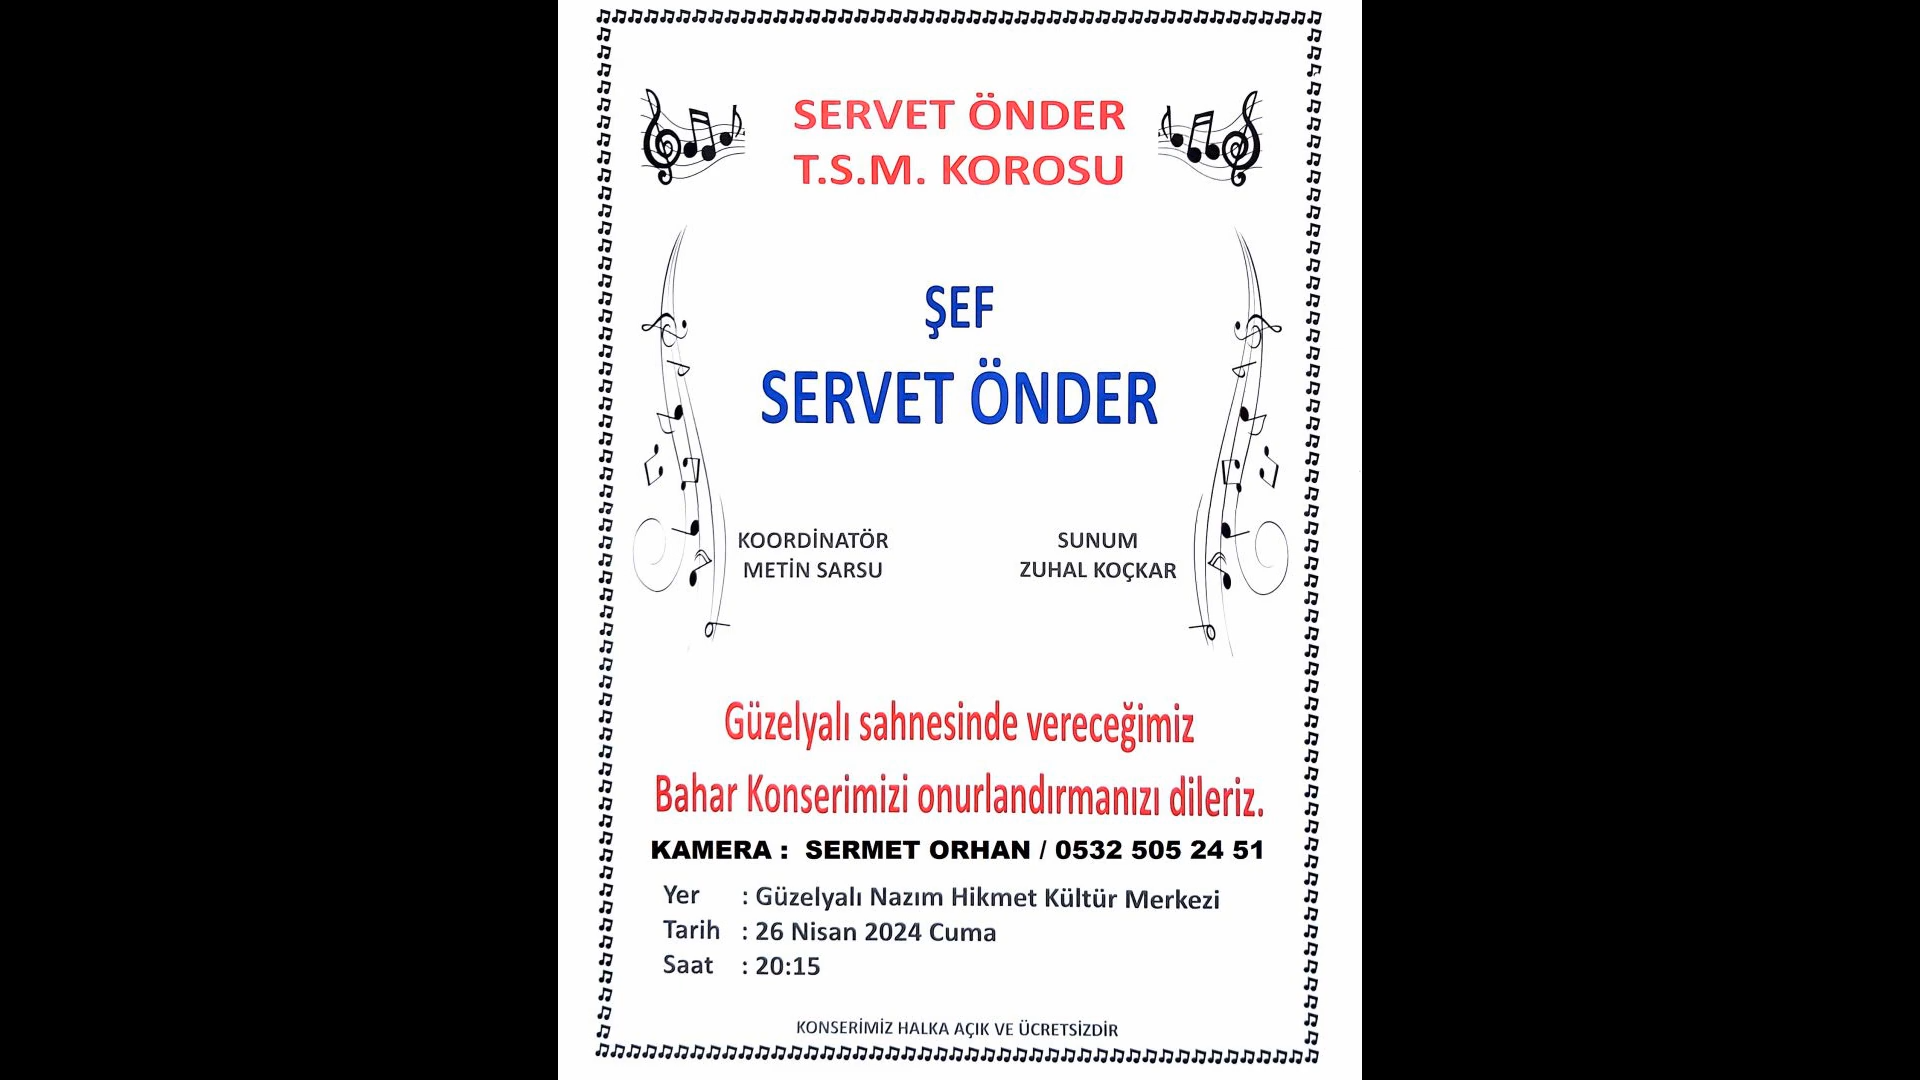 SERVET ÖNDER
T.S.M. KOROSU
ŞEF
SERVET ÖNDER
KOORDİNATÖR
METİN SARSU
SUNUM
ZUHAL KOÇKAR
Güzelyalı sahnesinde vereceğimiz
Bahar Konserimizi onurlandırmanızı dileriz.
KAMERA : SERMET ORHAN / 0532 505 24 51
Yer : Güzelyalı Nazım Hikmet Kültür Merkezi
Tarih : 26 Nisan 2024 Cuma
Saat : 20:15
KONSERİMİZ HALKA AÇIK VE ÜCRETSİZDİR